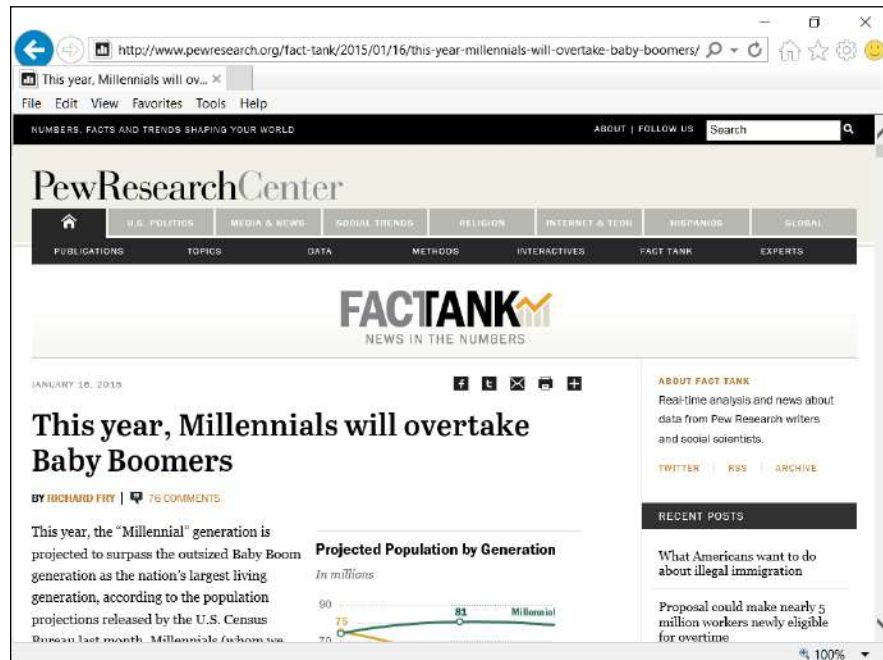 http://www.pewresearch.org/fact-tank/2015/01/16/this-year-millennials-will-overtake-baby-boomers/
This year, Millennials will ov...
File Edit View Favorites Tools Help
NUMBERS, FACTS AND TRENDS SHAPING YOUR WORLD
ABOUT | FOLLOW US
Search
PewResearchCenter
U.S. POLITICS MEDIA & NEWS SOCIAL TRENDS RELIGION INTERNET & TECH HISPANICS GLOBAL
PUBLICATIONS TOPICS DATA METHODS INTERACTIVES FACT TANK EXPERTS
FACTTANK
NEWS IN THE NUMBERS
JANUARY 16, 2015
This year, Millennials will overtake
Baby Boomers
BY RICHARD FRY | 76 COMMENTS
This year, the “Millennial” generation is
projected to surpass the outsized Baby Boom
generation as the nation’s largest living
generation, according to the population
projections released by the U.S. Census
Bureau last month. Millennials (whom we
Projected Population by Generation
In millions
90
81
Millennial
75
70
ABOUT FACT TANK
Real-time analysis and news about
data from Pew Research writers
and social scientists.
TWITTER | RSS | ARCHIVE
RECENT POSTS
What Americans want to do
about illegal immigration
Proposal could make nearly 5
million workers newly eligible
for overtime
100%